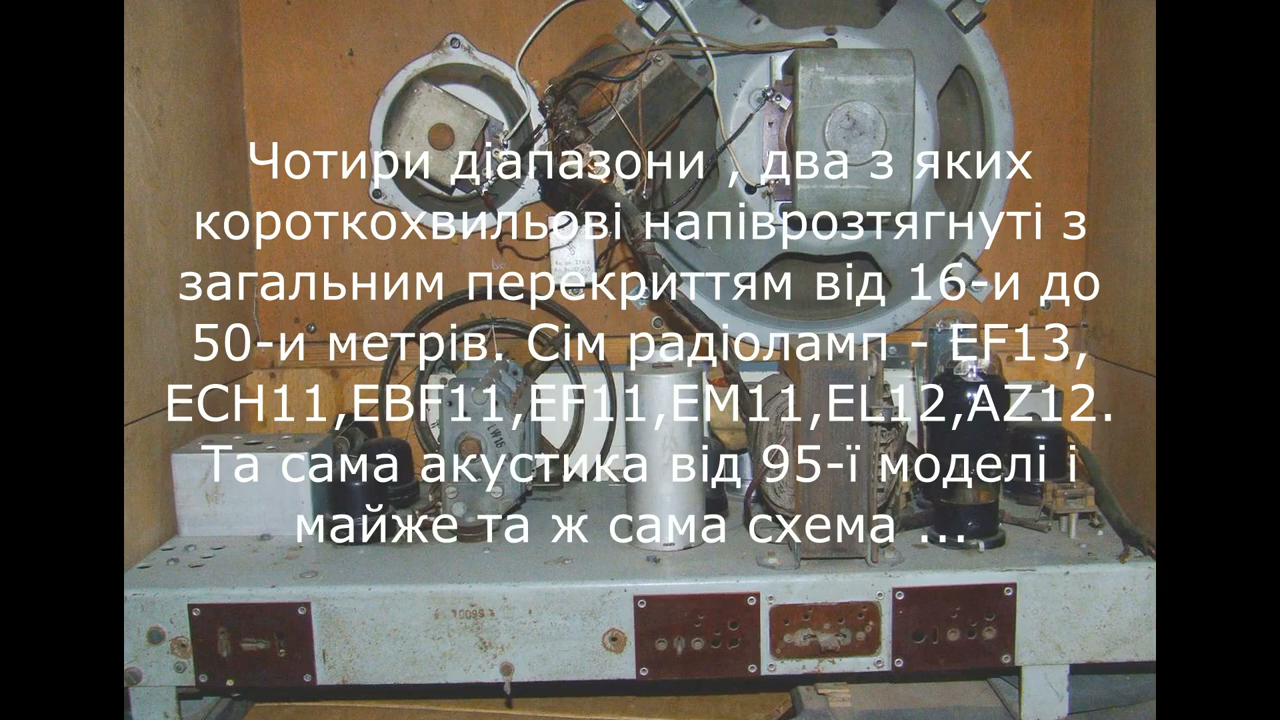 Чотири діапазони , два з яких
короткохвильові напіврозтягнуті з
загальним перекриттям від 16-и до
50-и метрів. Сім радіоламп - EF13,
ECH11,EBF11,EF11,EM11,EL12,AZ12.
Та сама акустика від 95-ї моделі і
майже та ж сама схема ...